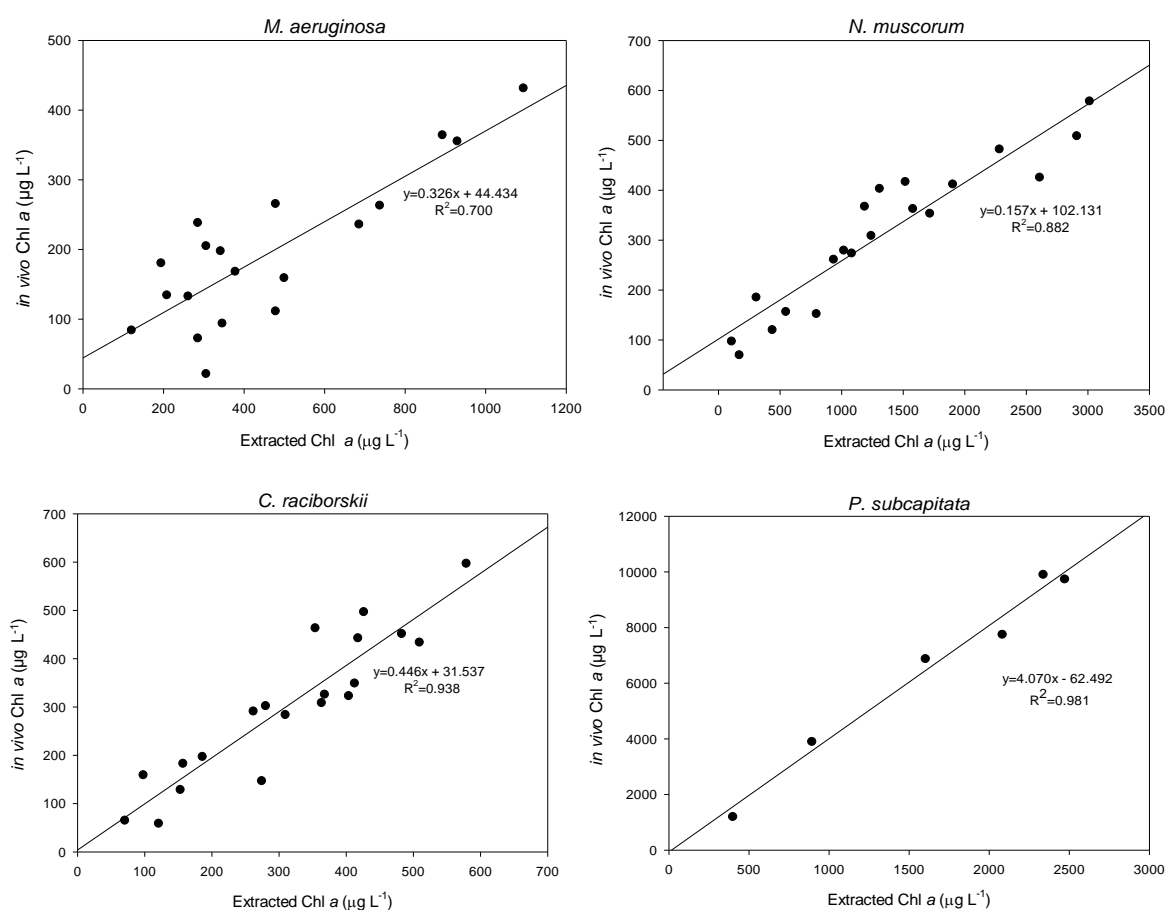 M. aeruginosa
500
400
300
200
100
0
in vivo Chl a (µg L-1)
y=0.326x + 44.434
R2=0.700
0 200 400 600 800 1000 1200
Extracted Chl a (µg L-1)
N. muscorum
700
600
500
400
300
200
100
0
in vivo Chl a (µg L-1)
y=0.157x + 102.131
R2=0.882
0 500 1000 1500 2000 2500 3000 3500
Extracted Chl a (µg L-1)
C. raciborskii
700
600
500
400
300
200
100
0
in vivo Chl a (µg L-1)
y=0.446x + 31.537
R2=0.938
0 100 200 300 400 500 600 700
Extracted Chl a (µg L-1)
P. subcapitata
12000
10000
8000
6000
4000
2000
0
in vivo Chl a (µg L-1)
y=4.070x - 62.492
R2=0.981
0 500 1000 1500 2000 2500 3000
Extracted Chl a (µg L-1)